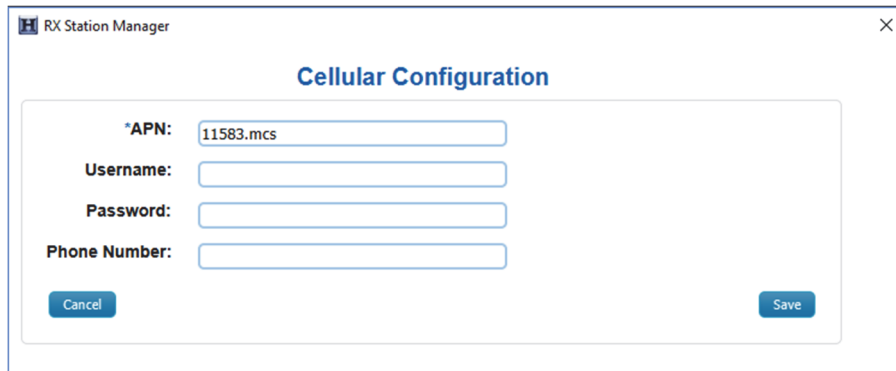 RX Station Manager
Cellular Configuration
*APN: 11583.mcs
Username:
Password:
Phone Number:
Cancel Save